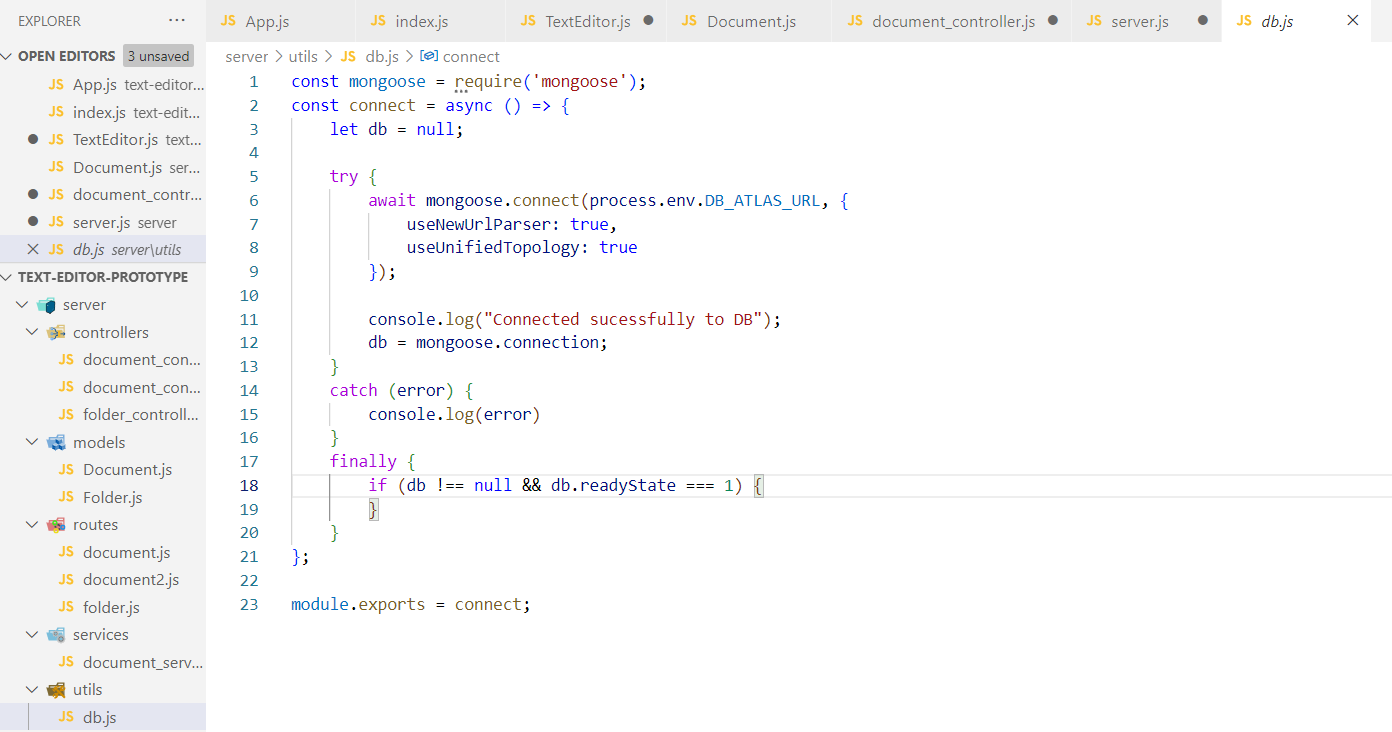 EXPLORER ...
OPEN EDITORS 3 unsaved
JS App.js text-editor...
JS index.js text-edit...
JS TextEditor.js text...
JS Document.js ser...
JS document_contr...
JS server.js server
JS db.js server\utils
TEXT-EDITOR-PROTOTYPE
server
controllers
JS document_con...
JS document_con...
JS folder_controll...
models
JS Document.js
JS Folder.js
routes
JS document.js
JS document2.js
JS folder.js
services
JS document_serv...
utils
JS db.js
JS App.js JS index.js JS TextEditor.js JS Document.js JS document_controller.js JS server.js JS db.js
server > utils > JS db.js > connect
1 const mongoose = require('mongoose');
2 const connect = async () => {
3 let db = null;
4
5 try {
6 await mongoose.connect(process.env.DB_ATLAS_URL, {
7 useNewUrlParser: true,
8 useUnifiedTopology: true
9 });
10
11 console.log("Connected sucessfully to DB");
12 db = mongoose.connection;
13 }
14 catch (error) {
15 console.log(error)
16 }
17 finally {
18 if (db !== null && db.readyState === 1) {
19 }
20 }
21 };
22
23 module.exports = connect;